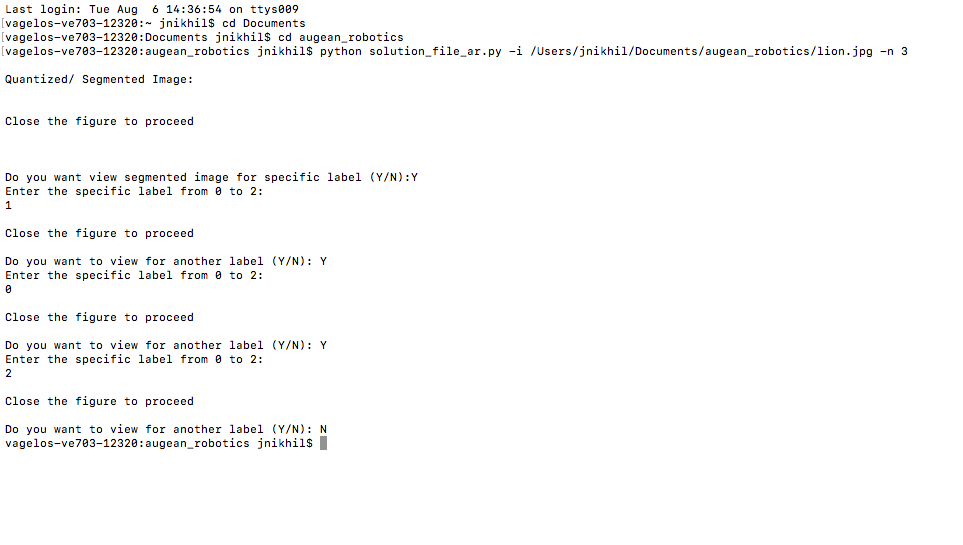 Last login: Tue Aug  6 14:36:54 on ttys009
[vagelos-ve703-12320:~ jnikhil$ cd Documents
[vagelos-ve703-12320:Documents jnikhil$ cd augean_robotics
[vagelos-ve703-12320:augean_robotics jnikhil$ python solution_file_ar.py -i /Users/jnikhil/Documents/augean_robotics/lion.jpg -n 3
Quantized/ Segmented Image:
Close the figure to proceed
Do you want view segmented image for specific label (Y/N):Y
Enter the specific label from 0 to 2:
1
Close the figure to proceed
Do you want to view for another label (Y/N): Y
Enter the specific label from 0 to 2:
0
Close the figure to proceed
Do you want to view for another label (Y/N): Y
Enter the specific label from 0 to 2:
2
Close the figure to proceed
Do you want to view for another label (Y/N): N
vagelos-ve703-12320:augean_robotics jnikhil$